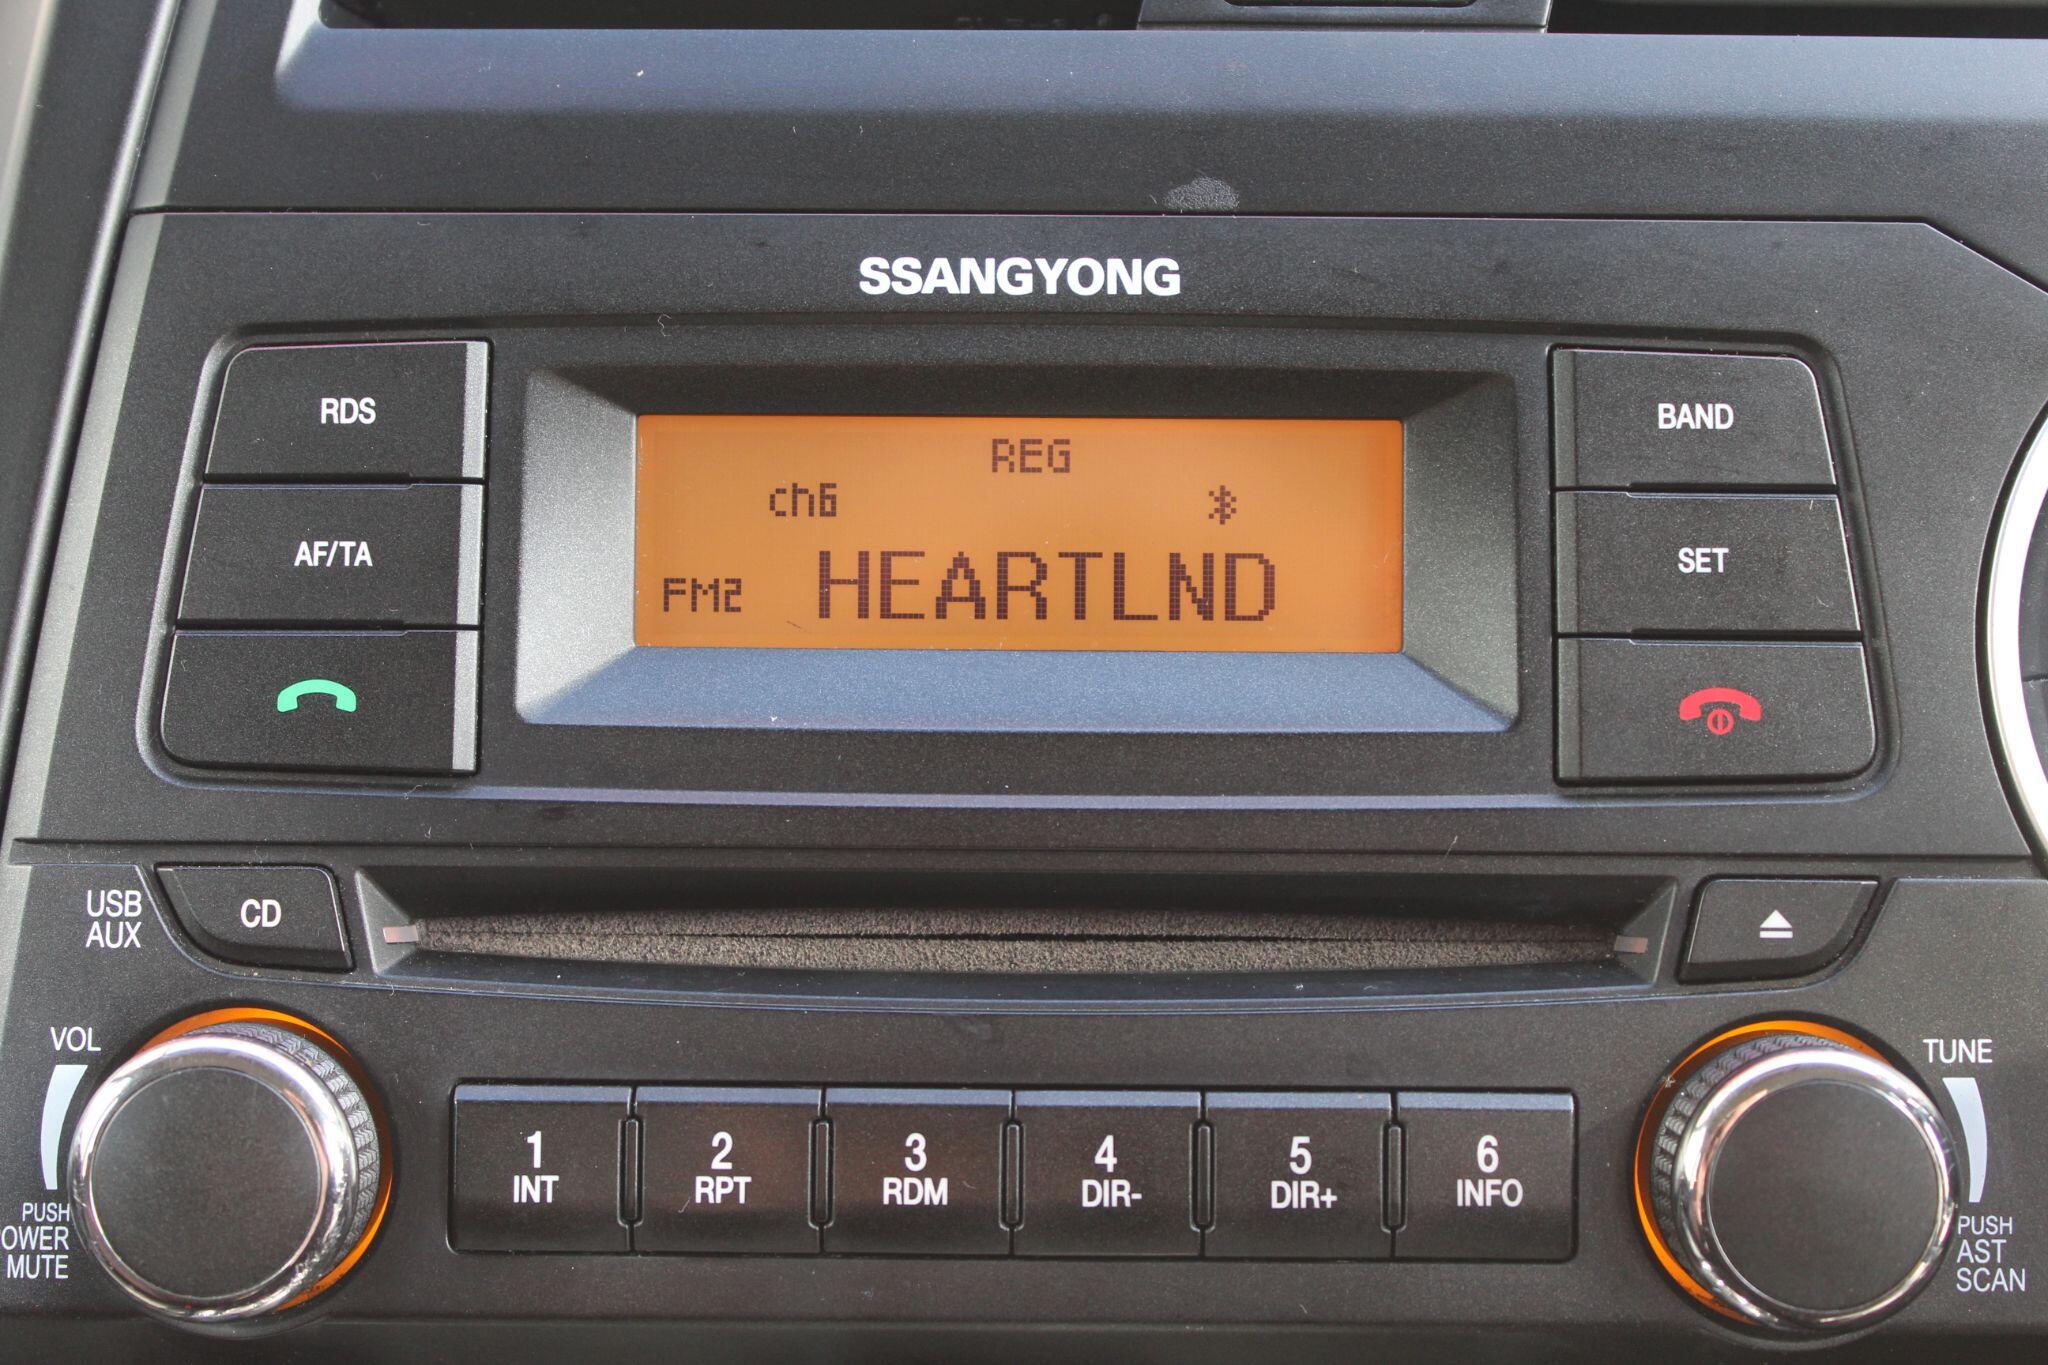 SSANGYONG
RDS
AF/TA
REG
ch6
FM2 HEARTLND
BAND
SET
USB
AUX
CD
VOL
PUSH
OWER
MUTE
1
INT
2
RPT
3
RDM
4
DIR-
5
DIR+
6
INFO
TUNE
PUSH
AST
SCAN